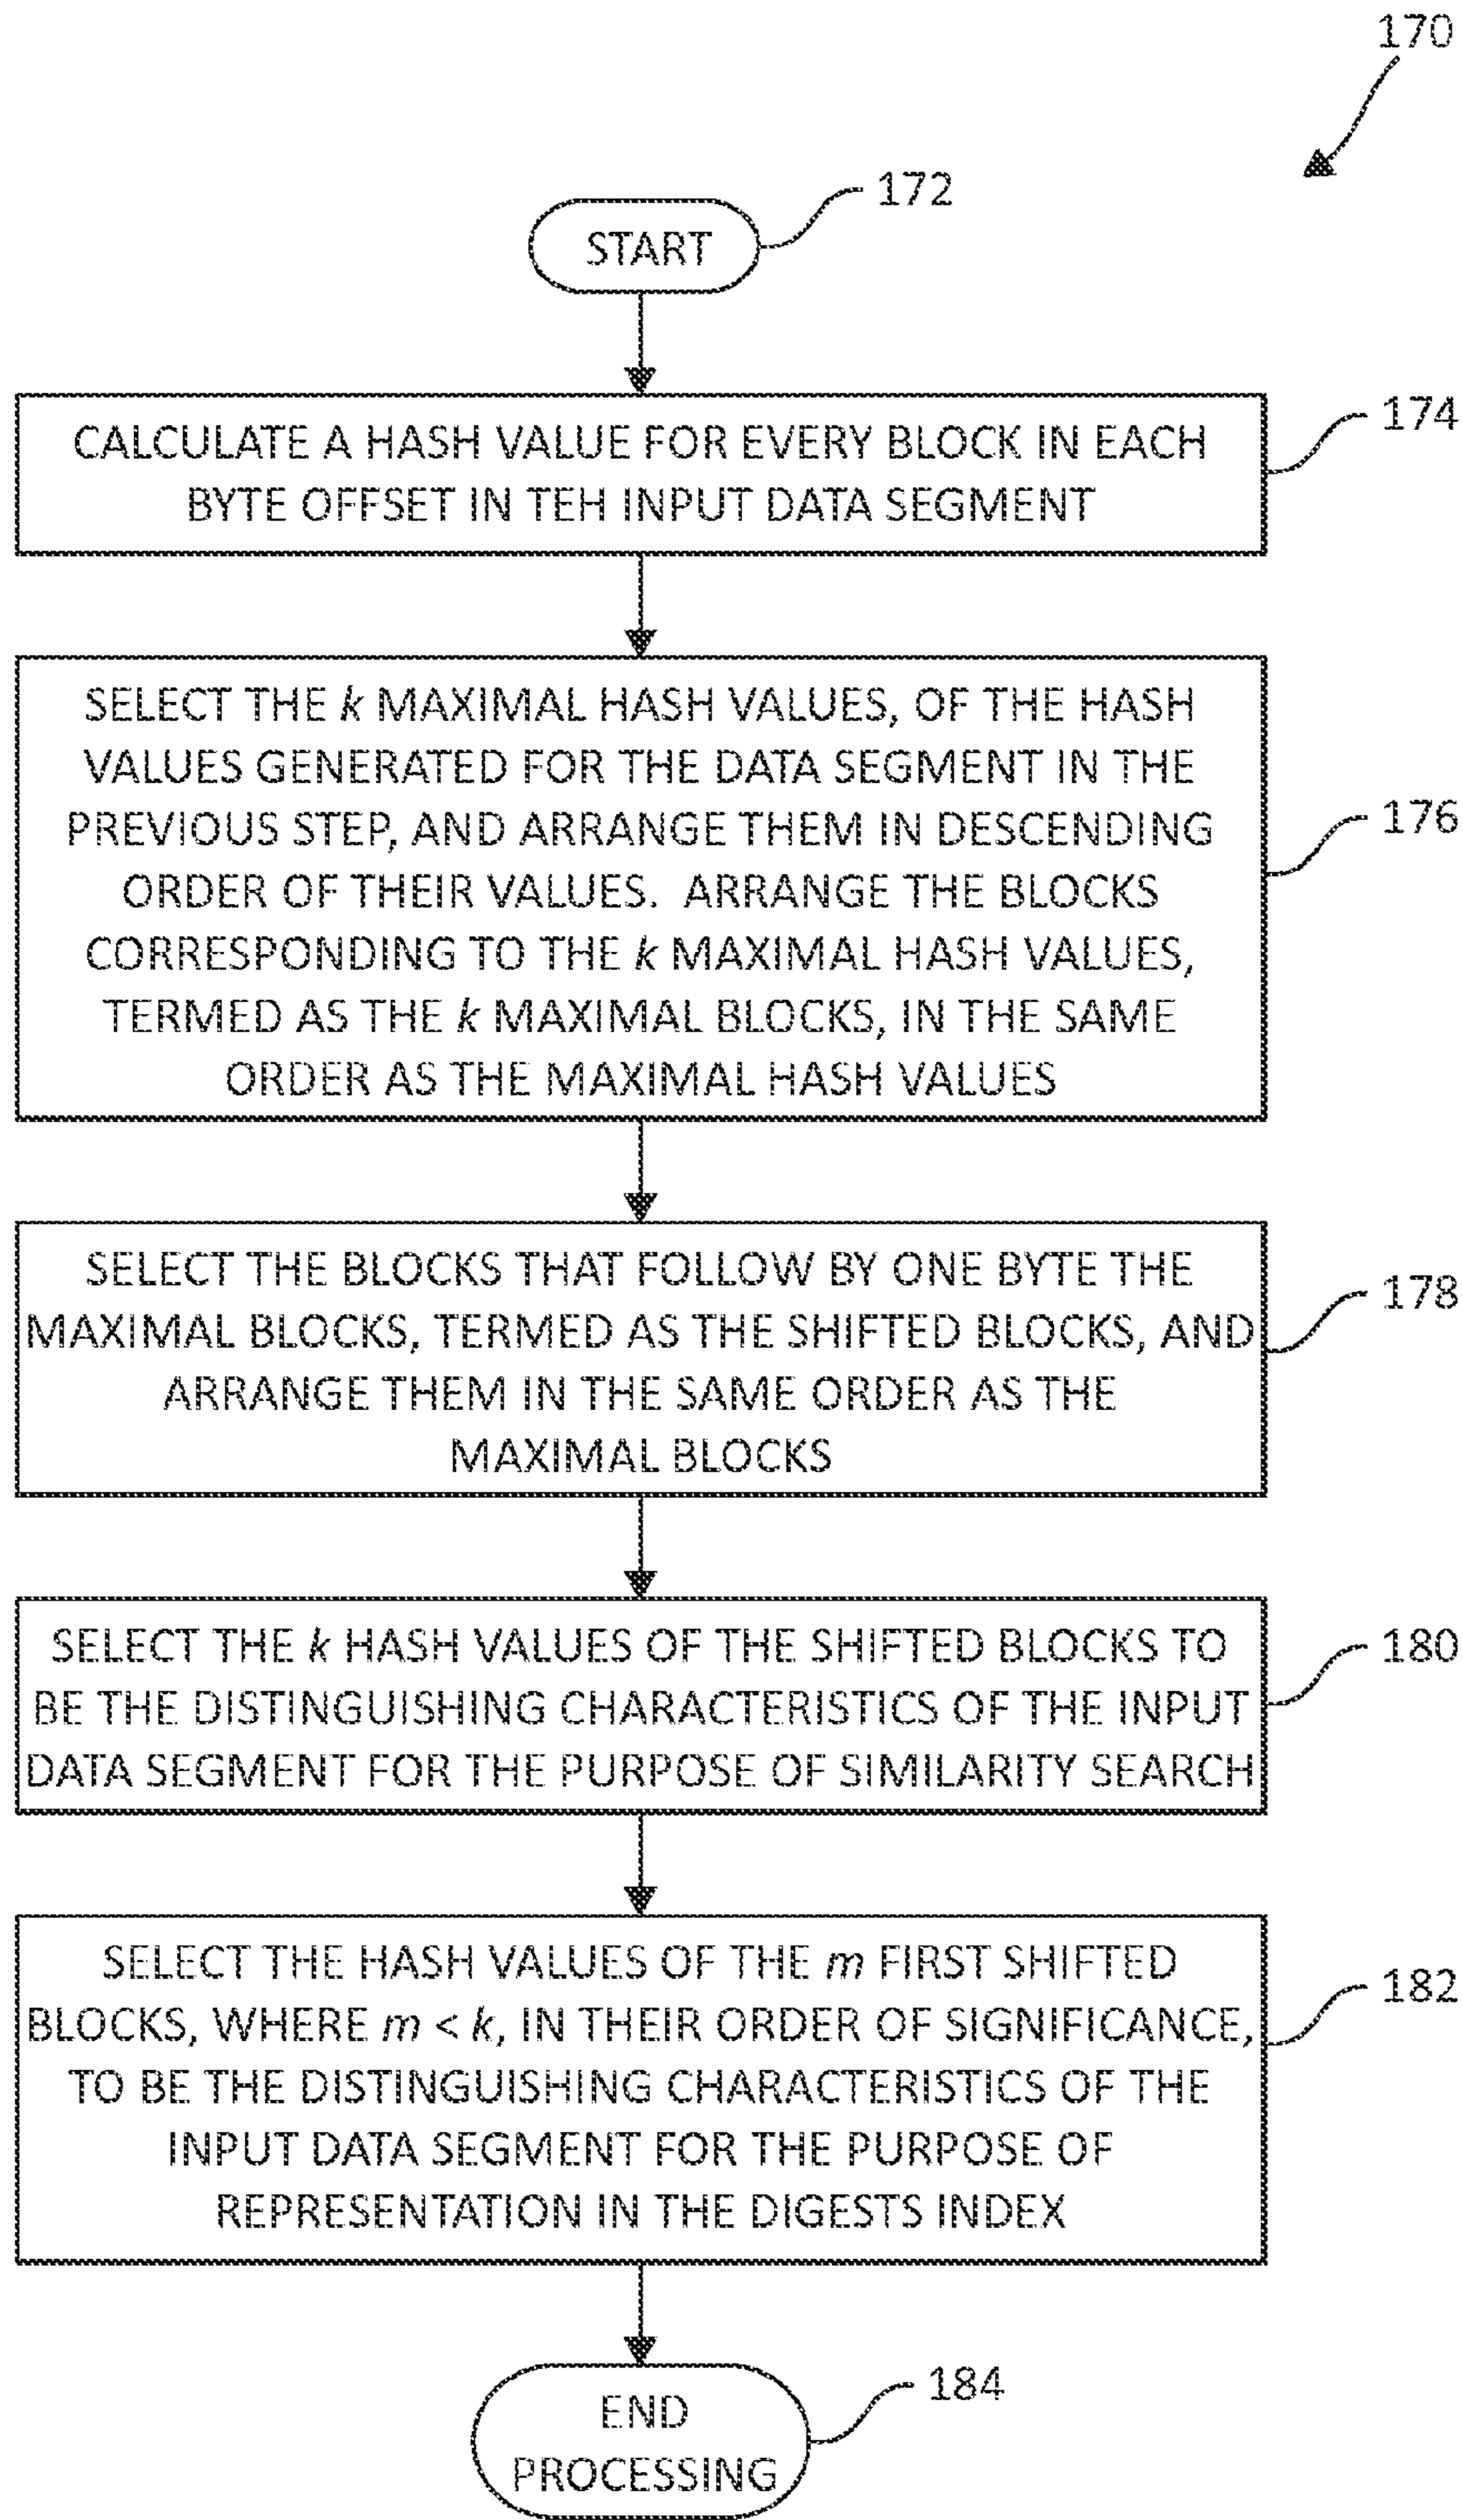 170
172
START
174
CALCULATE A HASH VALUE FOR EVERY BLOCK IN EACH
BYTE OFFSET IN TEH INPUT DATA SEGMENT
SELECT THE k MAXIMAL HASH VALUES, OF THE HASH
VALUES GENERATED FOR THE DATA SEGMENT IN THE
PREVIOUS STEP, AND ARRANGE THEM IN DESCENDING
176
ORDER OF THEIR VALUES. ARRANGE THE BLOCKS
CORRESPONDING TO THE k MAXIMAL HASH VALUES,
TERMED AS THE k MAXIMAL BLOCKS, IN THE SAME
ORDER AS THE MAXIMAL HASH VALUES
SELECT THE BLOCKS THAT FOLLOW BY ONE BYTE THE
178
MAXIMAL BLOCKS, TERMED AS THE SHIFTED BLOCKS, AND
ARRANGE THEM IN THE SAME ORDER AS THE
MAXIMAL BLOCKS
SELECT THE k HASH VALUES OF THE SHIFTED BLOCKS TO
180
BE THE DISTINGUISHING CHARACTERISTICS OF THE INPUT
DATA SEGMENT FOR THE PURPOSE OF SIMILARITY SEARCH
SELECT THE HASH VALUES OF THE m FIRST SHIFTED
182
BLOCKS, WHERE m < k, IN THEIR ORDER OF SIGNIFICANCE,
TO BE THE DISTINGUISHING CHARACTERISTICS OF THE
INPUT DATA SEGMENT FOR THE PURPOSE OF
REPRESENTATION IN THE DIGESTS INDEX
184
END
PROCESSING